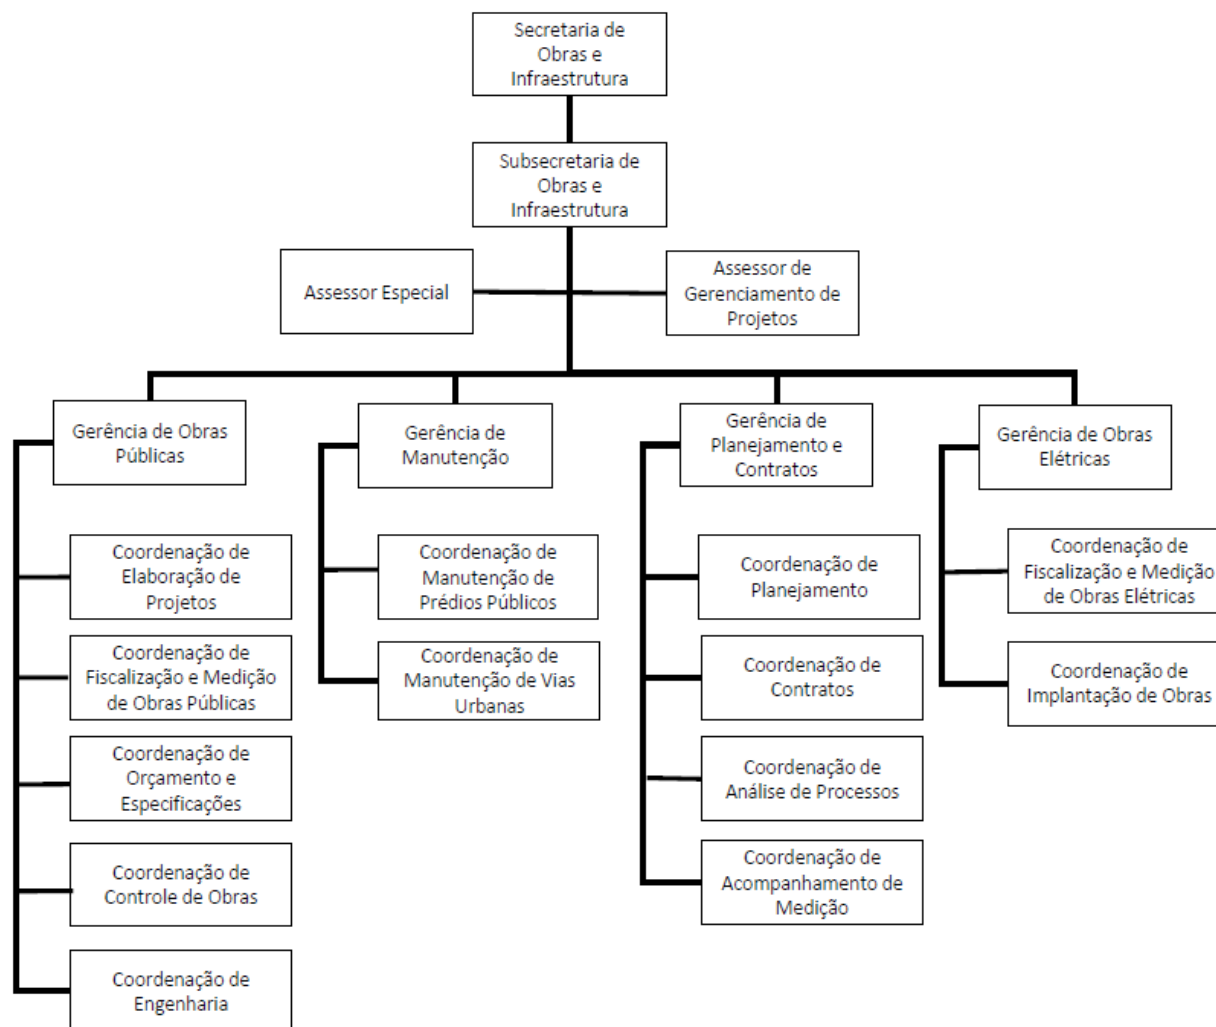 Secretaria de
Obras e
Infraestrutura
Subsecretaria de
Obras e
Infraestrutura
Assessor Especial
Assessor de
Gerenciamento de
Projetos
Gerência de Obras
Públicas
Gerência de
Manutenção
Gerência de
Planejamento e
Contratos
Gerência de Obras
Elétricas
Coordenação de
Elaboração de
Projetos
Coordenação de
Fiscalização e Medição
de Obras Públicas
Coordenação de
Orçamento e
Especificações
Coordenação de
Controle de Obras
Coordenação de
Engenharia
Coordenação de
Manutenção de
Prédios Públicos
Coordenação de
Manutenção de Vias
Urbanas
Coordenação de
Planejamento
Coordenação de
Contratos
Coordenação de
Análise de Processos
Coordenação de
Acompanhamento de
Medição
Coordenação de
Fiscalização e Medição
de Obras Elétricas
Coordenação de
Implantação de Obras